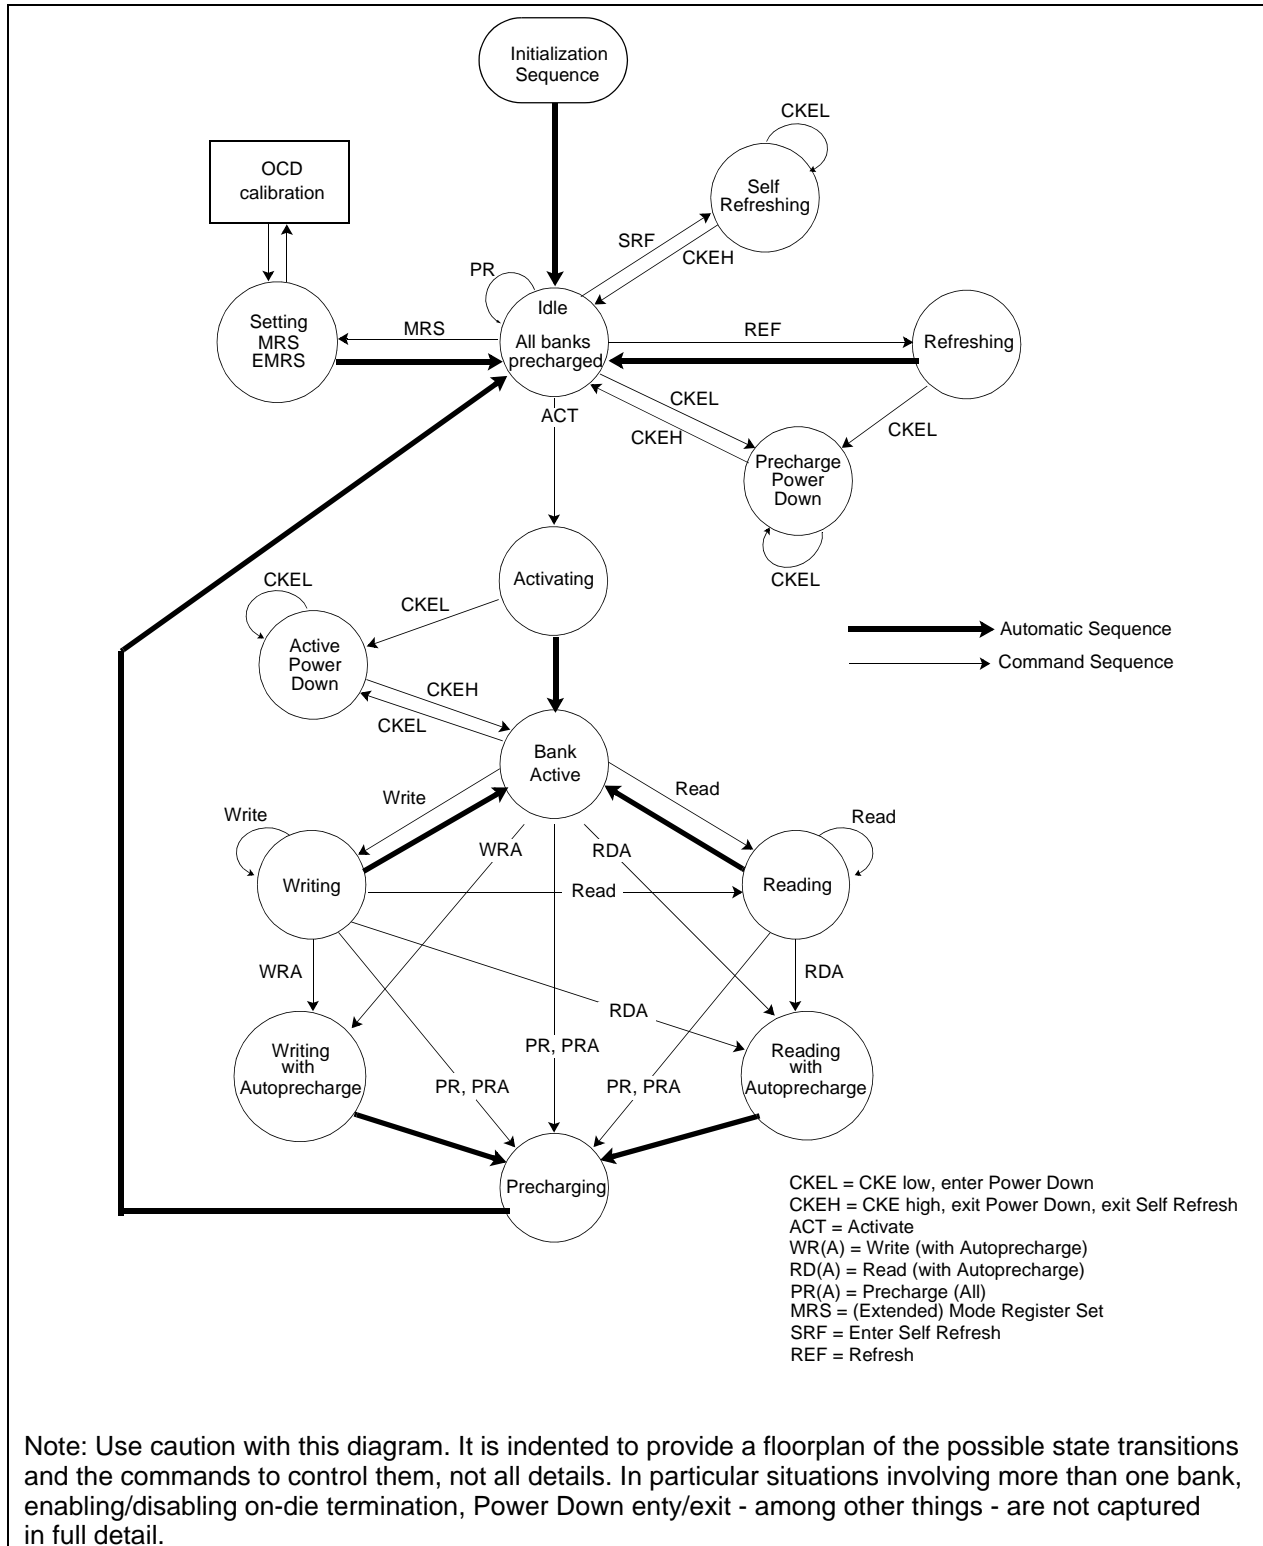 Initialization
Sequence
CKEL
OCD
calibration
Self
Refreshing
SRF
CKEH
PR
Idle
All banks
precharged
Setting
MRS
EMRS
MRS
REF
Refreshing
CKEL
CKEH
ACT
CKEL
Precharge
Power
Down
CKEL
Activating
CKEL
CKEL
Active
Power
Down
Automatic Sequence
Command Sequence
CKEH
CKEL
Bank
Active
Write
Read
Write
Read
WRA
RDA
Writing
Read
Reading
WRA
RDA
RDA
Writing
with
Autoprecharge
PR, PRA
Reading
with
Autoprecharge
PR, PRA
PR, PRA
Precharging
CKEL = CKE low, enter Power Down
CKEH = CKE high, exit Power Down, exit Self Refresh
ACT = Activate
WR(A) = Write (with Autoprecharge)
RD(A) = Read (with Autoprecharge)
PR(A) = Precharge (All)
MRS = (Extended) Mode Register Set
SRF = Enter Self Refresh
REF = Refresh
Note: Use caution with this diagram. It is indented to provide a floorplan of the possible state transitions
and the commands to control them, not all details. In particular situations involving more than one bank,
enabling/disabling on-die termination, Power Down enty/exit - among other things - are not captured
in full detail.